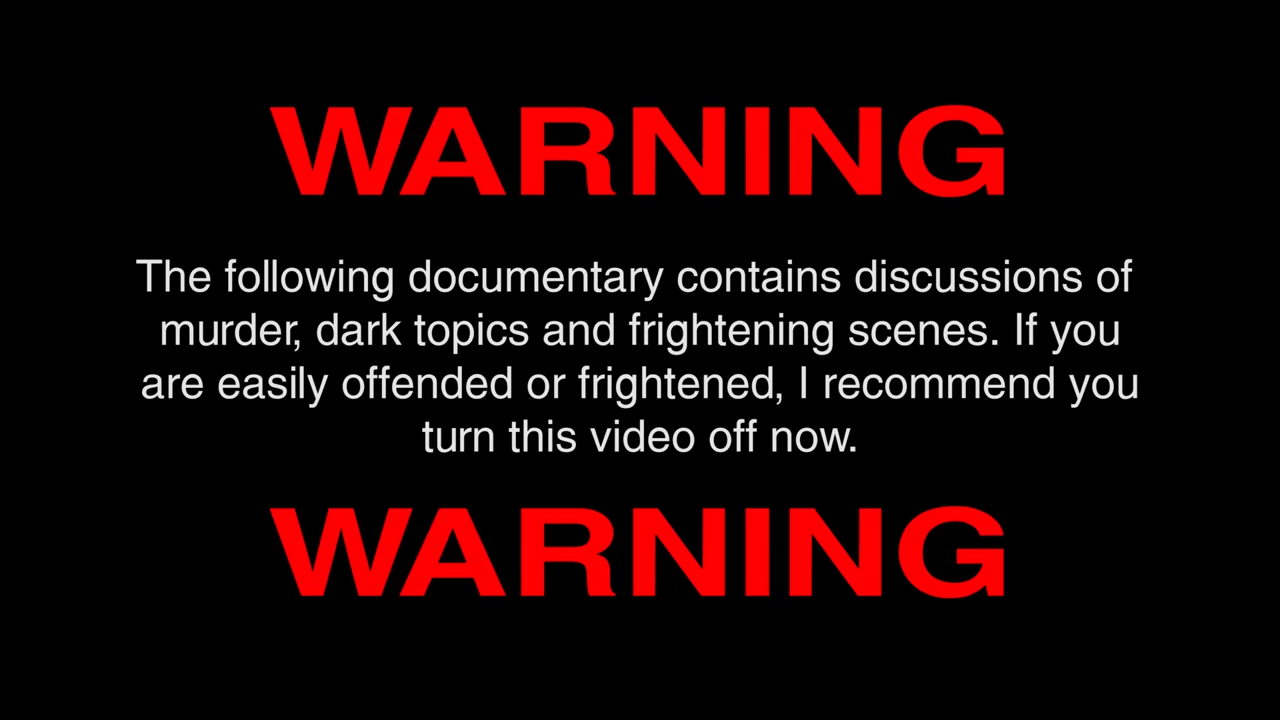 WARNING
The following documentary contains discussions of
murder, dark topics and frightening scenes. If you
are easily offended or frightened, I recommend you
turn this video off now.
WARNING